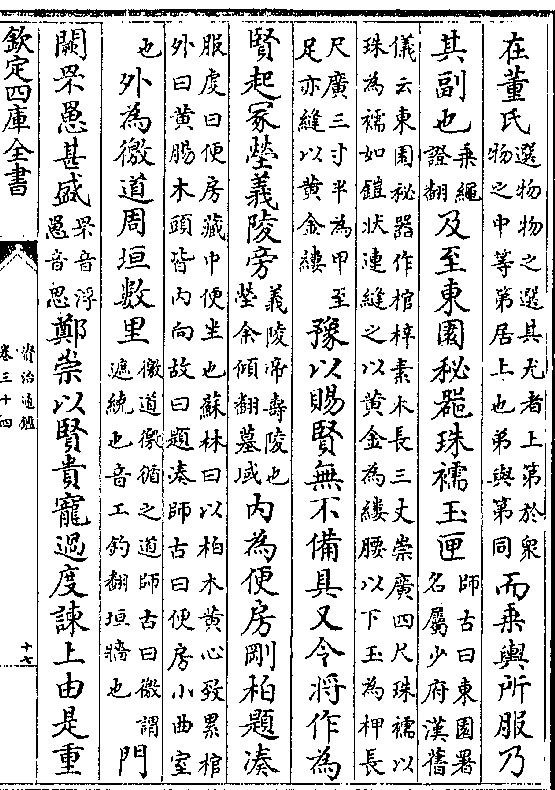 在董氏選物物之選其尤者上第於衆物之中等第居上也弟與第同而乘輿所服乃
其副也乘繩證翻及至東園秘器珠襦玉匣師古曰東園署名屬少府漢舊
儀云東園秘器作棺梓素木長三丈崇廣四尺珠襦以珠為襦如鎧狀連縫之以黃金為縷腰以下玉為柙長
尺廣三寸半為甲至足亦縫以黃金縷豫以賜賢無不備具又令將作為
賢起冢塋義陵旁義陵帝壽陵也塋余傾翻墓域內為便房剛柏題湊
服虔曰便房藏中便坐也蘇林曰以柏木黃心致累棺外曰黃腸木頭皆內向故曰題湊師古曰便房小曲室
也外為徼道周垣數里徼道徼循之道師古曰徼謂遮繞也音工釣翻垣牆也門
闕罘罳甚盛罘音浮罳音思鄭崇以賢貴寵過度諫上由是重
欽定四庫全書
資治通鑑
卷三十四
十七